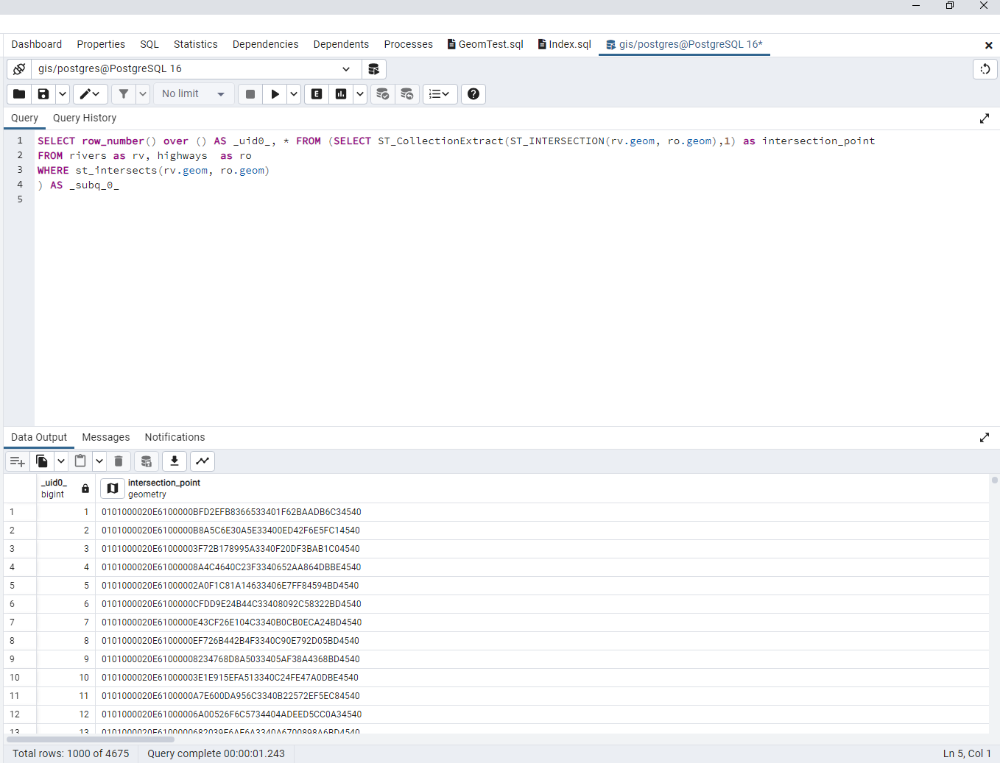 Dashboard Properties SQL Statistics Dependencies Dependents Processes GeomTest.sql Index.sql gis/postgres@PostgreSQL 16*
gis/postgres@PostgreSQL 16
No limit
Query Query History
1 SELECT row_number() over () AS _uid0_, * FROM (SELECT ST_CollectionExtract(ST_INTERSECTION(rv.geom, ro.geom),1) as intersection_point
2 FROM rivers as rv, highways  as ro
3 WHERE st_intersects(rv.geom, ro.geom)
4 ) AS _subq_0_
5
Data Output Messages Notifications
_uid0_ intersection_point
bigint geometry
1 1 0101000020E6100000BFD2EFB8366533401F62BAADB6C34540
2 2 0101000020E6100000B8A5C6E30A5E33400ED42F6E5FC14540
3 3 0101000020E61000003F72B178995A3340F20DF3BAB1C04540
4 4 0101000020E61000008A4C4640C23F3340652AA864DBBE4540
5 5 0101000020E61000002A0F1C81A14633406E7FF84594BD4540
6 6 0101000020E6100000CFDD9E24B44C33408092C58322BD4540
7 7 0101000020E6100000E43CF26E104C3340B0CB0ECA24BD4540
8 8 0101000020E6100000EF726B442B4F3340C90E792D05BD4540
9 9 0101000020E61000008234768D8A5033405AF38A4368BD4540
10 10 0101000020E61000003E1E915EFA513340C24FE47A0DBE4540
11 11 0101000020E6100000A7E600DA956C3340B22572EF5EC84540
12 12 0101000020E61000006A00526F6C5734404ADEED5CC0A34540
13 13 0101000020E6100000682039E6AE6A3340A6700898A6BD4540
Total rows: 1000 of 4675 Query complete 00:00:01.243 Ln 5, Col 1